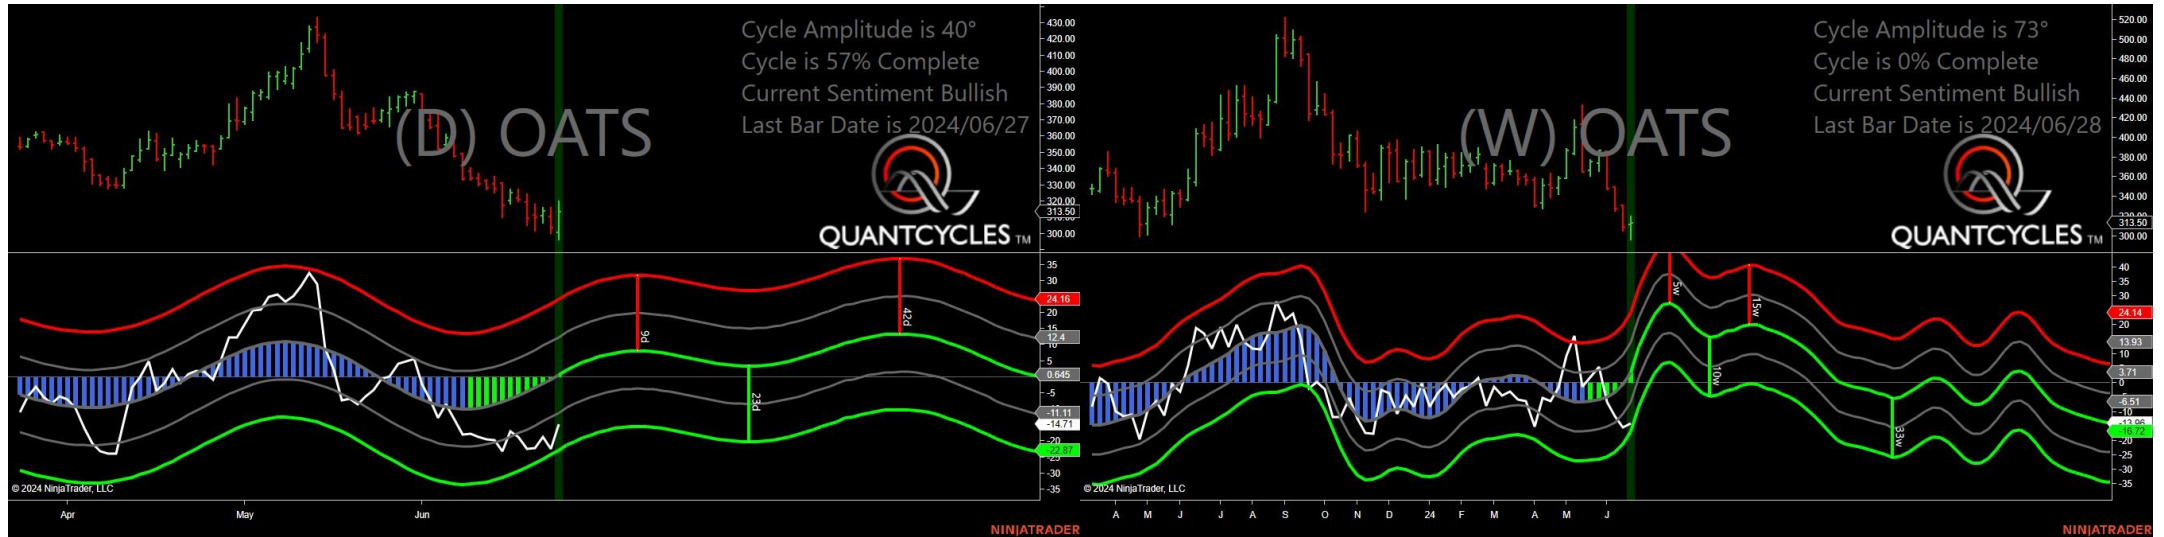 Cycle Amplitude is 40°
Cycle is 57% Complete
Current Sentiment Bullish
Last Bar Date is 2024/06/27
(D) OATS
QUANTCYCLES TM
430.00
420.00
400.00
390.00
380.00
370.00
360.00
350.00
340.00
330.00
320.00
313.50
300.00
35
30
24.16
20
15
12.4
10
5
0.645
-5
-11.11
-14.71
-20
-22.87
-25
-30
-35
9d
23d
42d
© 2024 NinjaTrader, LLC
Apr
May
Jun
NINJATRADER
Cycle Amplitude is 73°
Cycle is 0% Complete
Current Sentiment Bullish
Last Bar Date is 2024/06/28
(W) OATS
QUANTCYCLES TM
520.00
500.00
480.00
460.00
440.00
420.00
400.00
380.00
360.00
340.00
313.50
300.00
40
35
30
24.14
20
13.93
10
3.71
0
-6.51
-10
-16.72
-20
-25
-30
-35
5w
10w
15w
33w
© 2024 NinjaTrader, LLC
A M J J A S O N D 24 F M A M J
NINJATRADER